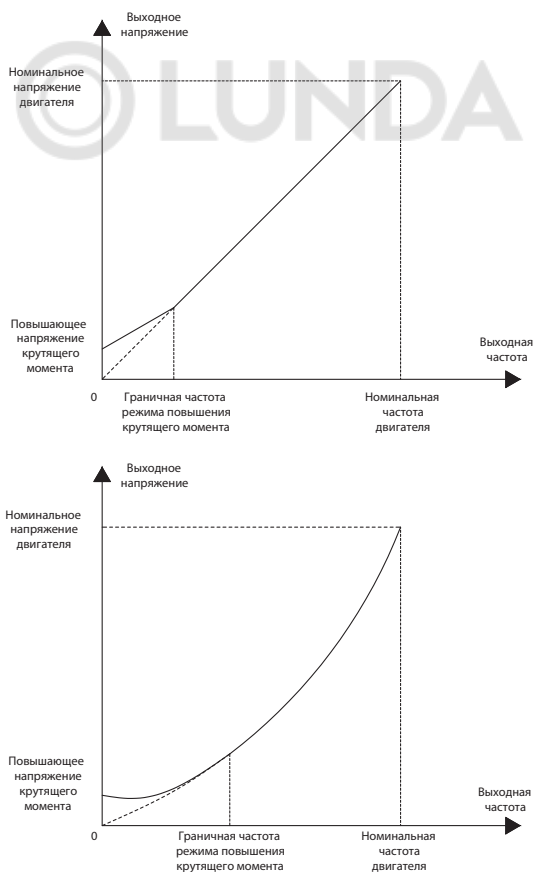 Выходное
напряжение
LUNDA
Номинальное
напряжение
двигателя
Повышающее
напряжение
крутящего
момента
Выходная
частота
0
Граничная частота
режима повышения
крутящего момента
Номинальная
частота
двигателя
Выходное
напряжение
Номинальное
напряжение
двигателя
Повышающее
напряжение
крутящего
момента
Выходная
частота
0
Граничная частота
режима повышения
крутящего момента
Номинальная
частота
двигателя